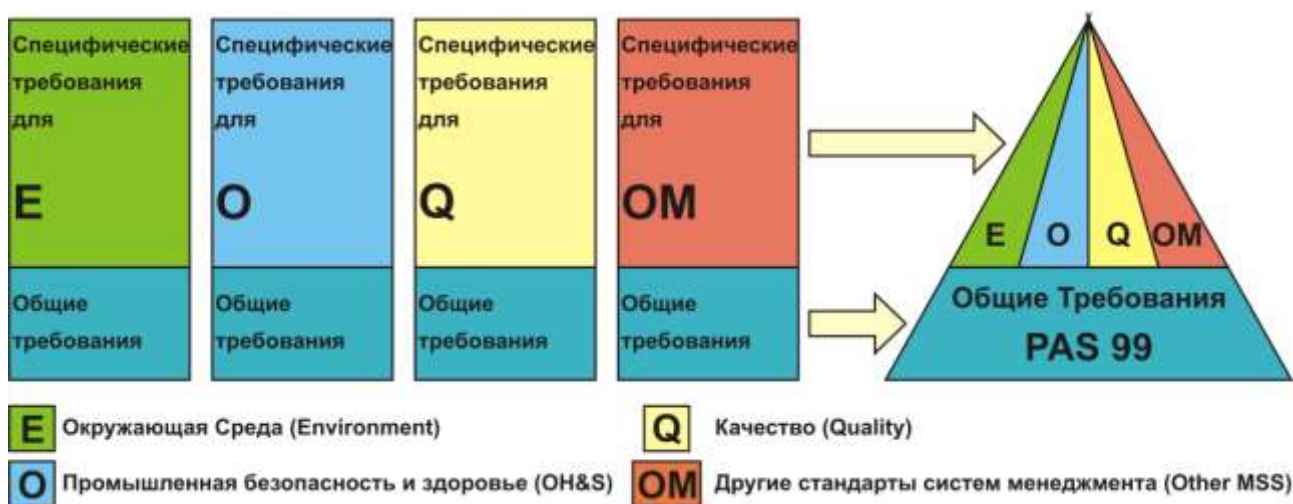 Специфические
требования
для
E
Общие
требования
Специфические
требования
для
O
Общие
требования
Специфические
требования
для
Q
Общие
требования
Специфические
требования
для
OM
Общие
требования
E O Q OM
Общие Требования
PAS 99
E Окружающая Среда (Environment)
Q Качество (Quality)
O Промышленная безопасность и здоровье (OH&S)
OM Другие стандарты систем менеджмента (Other MSS)